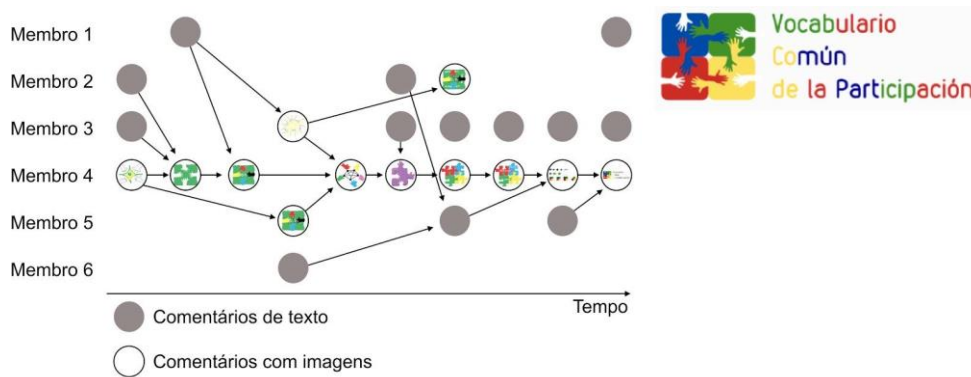 Membro 1
Membro 2
Membro 3
Membro 4
Membro 5
Membro 6
Tempo
Comentários de texto
Comentários com imagens
Vocabulario
Común
de la Participación